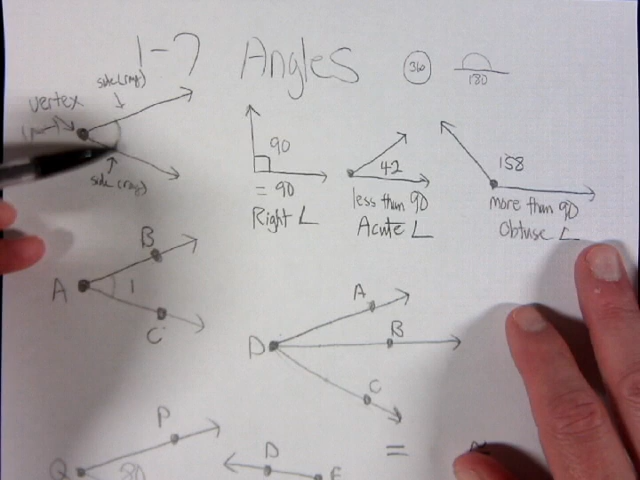 1-7 Angles 360 180
side (ray)
vertex
side (ray)
90
= 90
Right ∠
42
less than 90
Acute ∠
158
more than 90
Obtuse ∠
B
A 1
C
A
D B
C
P
Q 80
D E
=